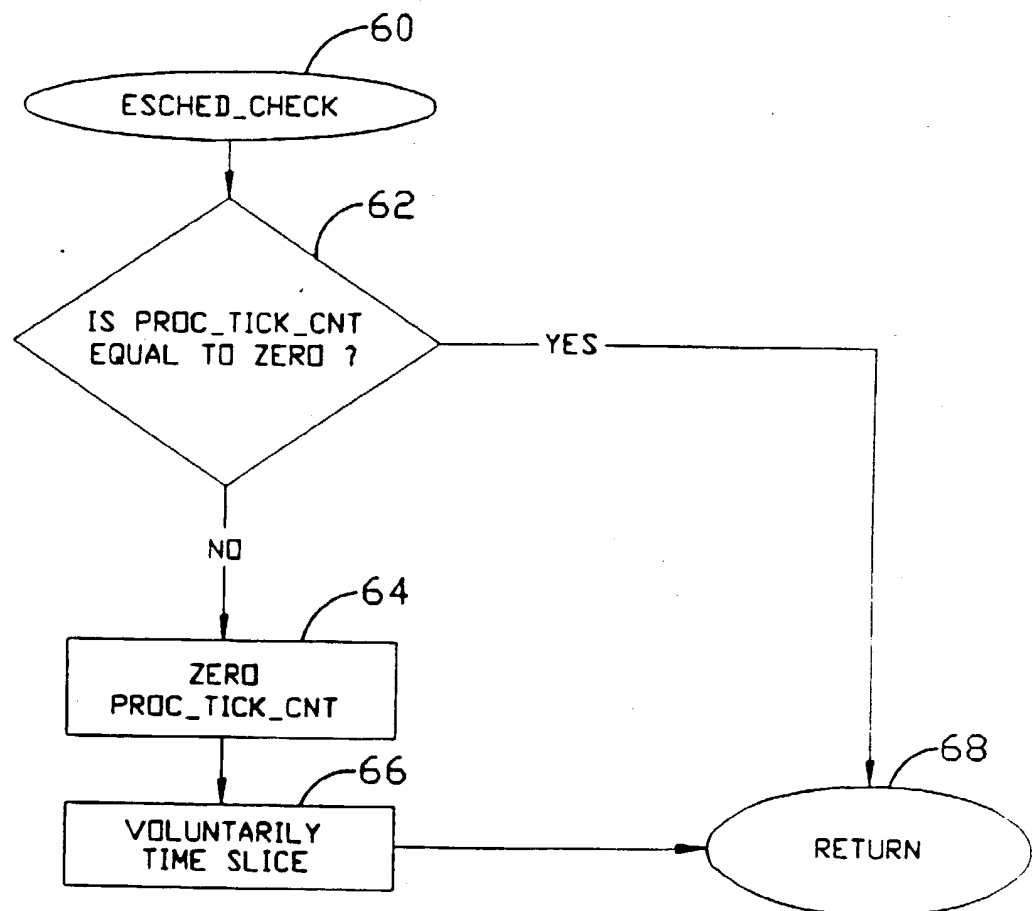 60
ESCHED_CHECK
62
IS PROC_TICK_CNT
EQUAL TO ZERO ?
YES
NO
64
ZERO
PROC_TICK_CNT
66
VOLUNTARILY
TIME SLICE
68
RETURN